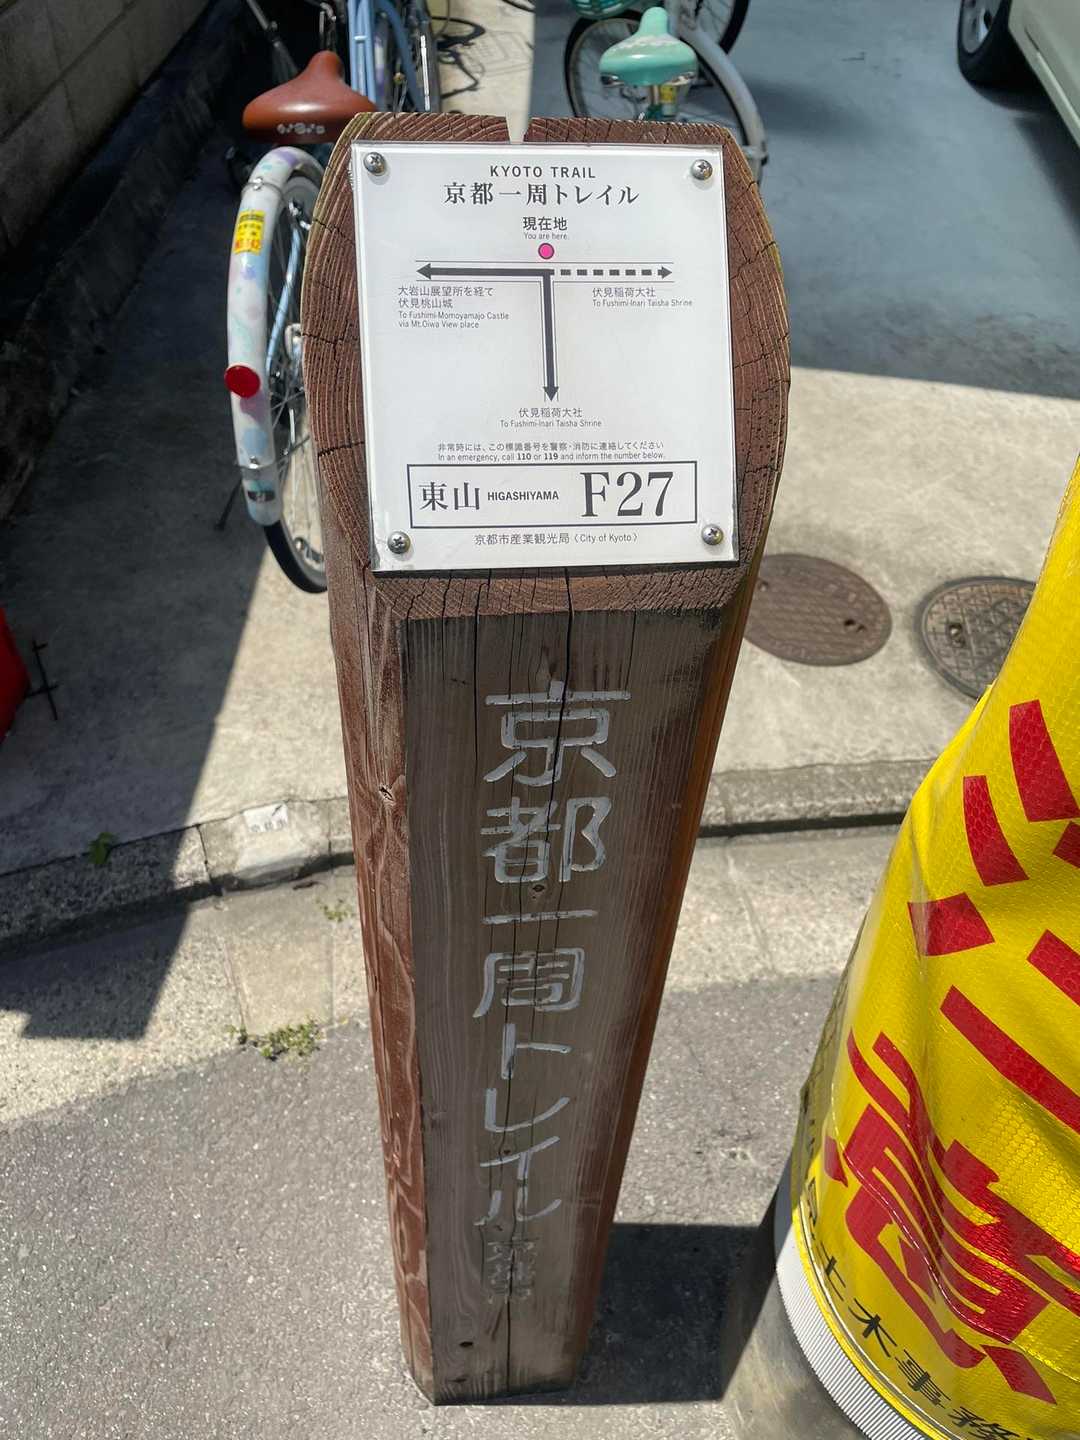 KYOTO TRAIL
京都一周トレイル
現在地
You are here.
大岩山展望所を経て
伏見桃山城
To Fushimi-Momoyamajo Castle
via Mt.Oiwa View place
伏見稲荷大社
To Fushimi-Inari Taisha Shrine
伏見稲荷大社
To Fushimi-Inari Taisha Shrine
非常時には、この標識番号を警察・消防に連絡してください
In an emergency, call 110 or 119 and inform the number below.
東山 HIGASHIYAMA F27
京都市産業観光局〈City of Kyoto〉
京都一周トレイル
土木事務